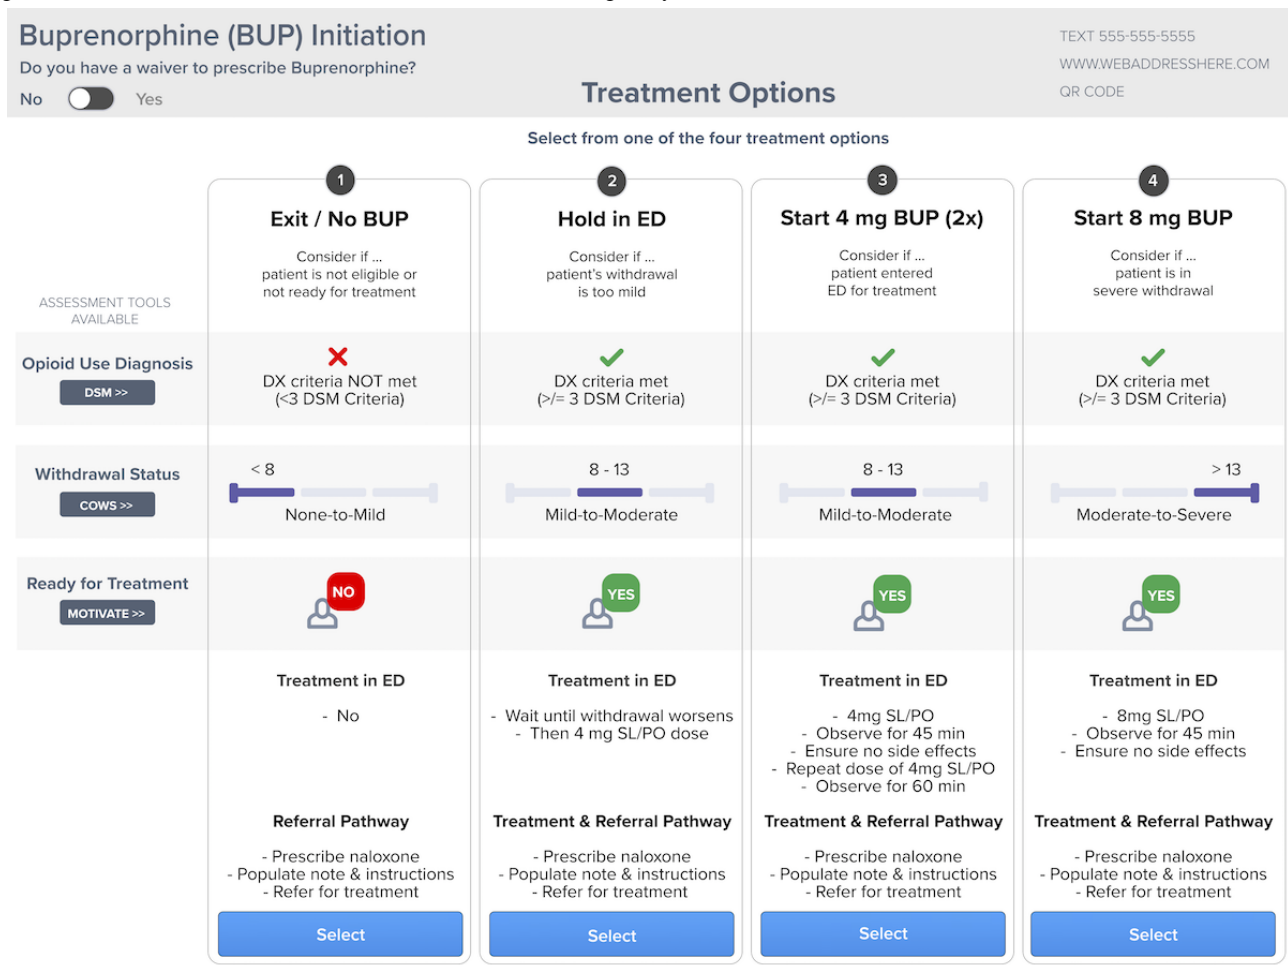 Buprenorphine (BUP) Initiation
Do you have a waiver to prescribe Buprenorphine?
No Yes
Treatment Options
TEXT 555-555-5555
WWW.WEBADDRESSHERE.COM
QR CODE
Select from one of the four treatment options
ASSESSMENT TOOLS
AVAILABLE
Opioid Use Diagnosis
DSM >>
Withdrawal Status
COWS >>
Ready for Treatment
MOTIVATE >>
1
Exit / No BUP
Consider if ...
patient is not eligible or
not ready for treatment
DX criteria NOT met
(<3 DSM Criteria)
< 8
None-to-Mild
NO
Treatment in ED
- No
Referral Pathway
- Prescribe naloxone
- Populate note & instructions
- Refer for treatment
Select
2
Hold in ED
Consider if ...
patient's withdrawal
is too mild
DX criteria met
(>/= 3 DSM Criteria)
8 - 13
Mild-to-Moderate
YES
Treatment in ED
- Wait until withdrawal worsens
- Then 4 mg SL/PO dose
Treatment & Referral Pathway
- Prescribe naloxone
- Populate note & instructions
- Refer for treatment
Select
3
Start 4 mg BUP (2x)
Consider if ...
patient entered
ED for treatment
DX criteria met
(>/= 3 DSM Criteria)
8 - 13
Mild-to-Moderate
YES
Treatment in ED
- 4mg SL/PO
- Observe for 45 min
- Ensure no side effects
- Repeat dose of 4mg SL/PO
- Observe for 60 min
Treatment & Referral Pathway
- Prescribe naloxone
- Populate note & instructions
- Refer for treatment
Select
4
Start 8 mg BUP
Consider if ...
patient is in
severe withdrawal
DX criteria met
(>/= 3 DSM Criteria)
> 13
Moderate-to-Severe
YES
Treatment in ED
- 8mg SL/PO
- Observe for 45 min
- Ensure no side effects
Treatment & Referral Pathway
- Prescribe naloxone
- Populate note & instructions
- Refer for treatment
Select